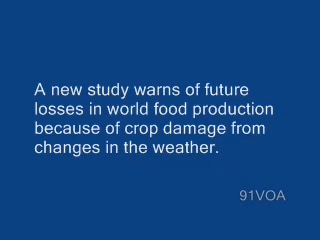 A new study warns of future
losses in world food production
because of crop damage from
changes in the weather.
91VOA